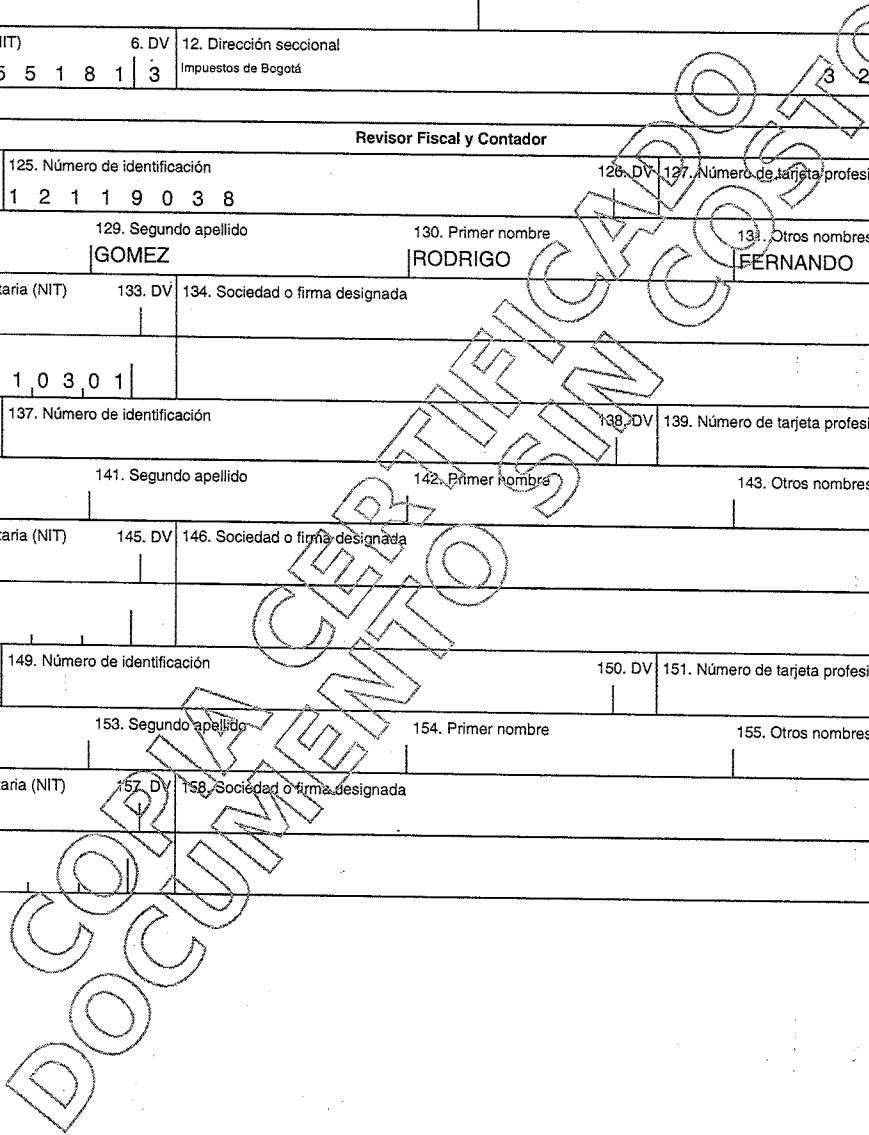 6. DV 12. Dirección seccional
5 5 1 8 1 3 Impuestos de Bogotá 3 2
Revisor Fiscal y Contador
125. Número de identificación 126. DV 127. Número de tarjeta profesi
1 2 1 1 9 0 3 8
129. Segundo apellido 130. Primer nombre 131. Otros nombres
GOMEZ RODRIGO FERNANDO
taria (NIT) 133. DV 134. Sociedad o firma designada
1 0 3 0 1
137. Número de identificación 138. DV 139. Número de tarjeta profesi
141. Segundo apellido 142. Primer nombre 143. Otros nombres
taria (NIT) 145. DV 146. Sociedad o firma designada
149. Número de identificación 150. DV 151. Número de tarjeta profesi
153. Segundo apellido 154. Primer nombre 155. Otros nombres
taria (NIT) 157. DV 158. Sociedad o firma designada
COPIA CERTIFICADO
DOCUMENTO SIN COSTO